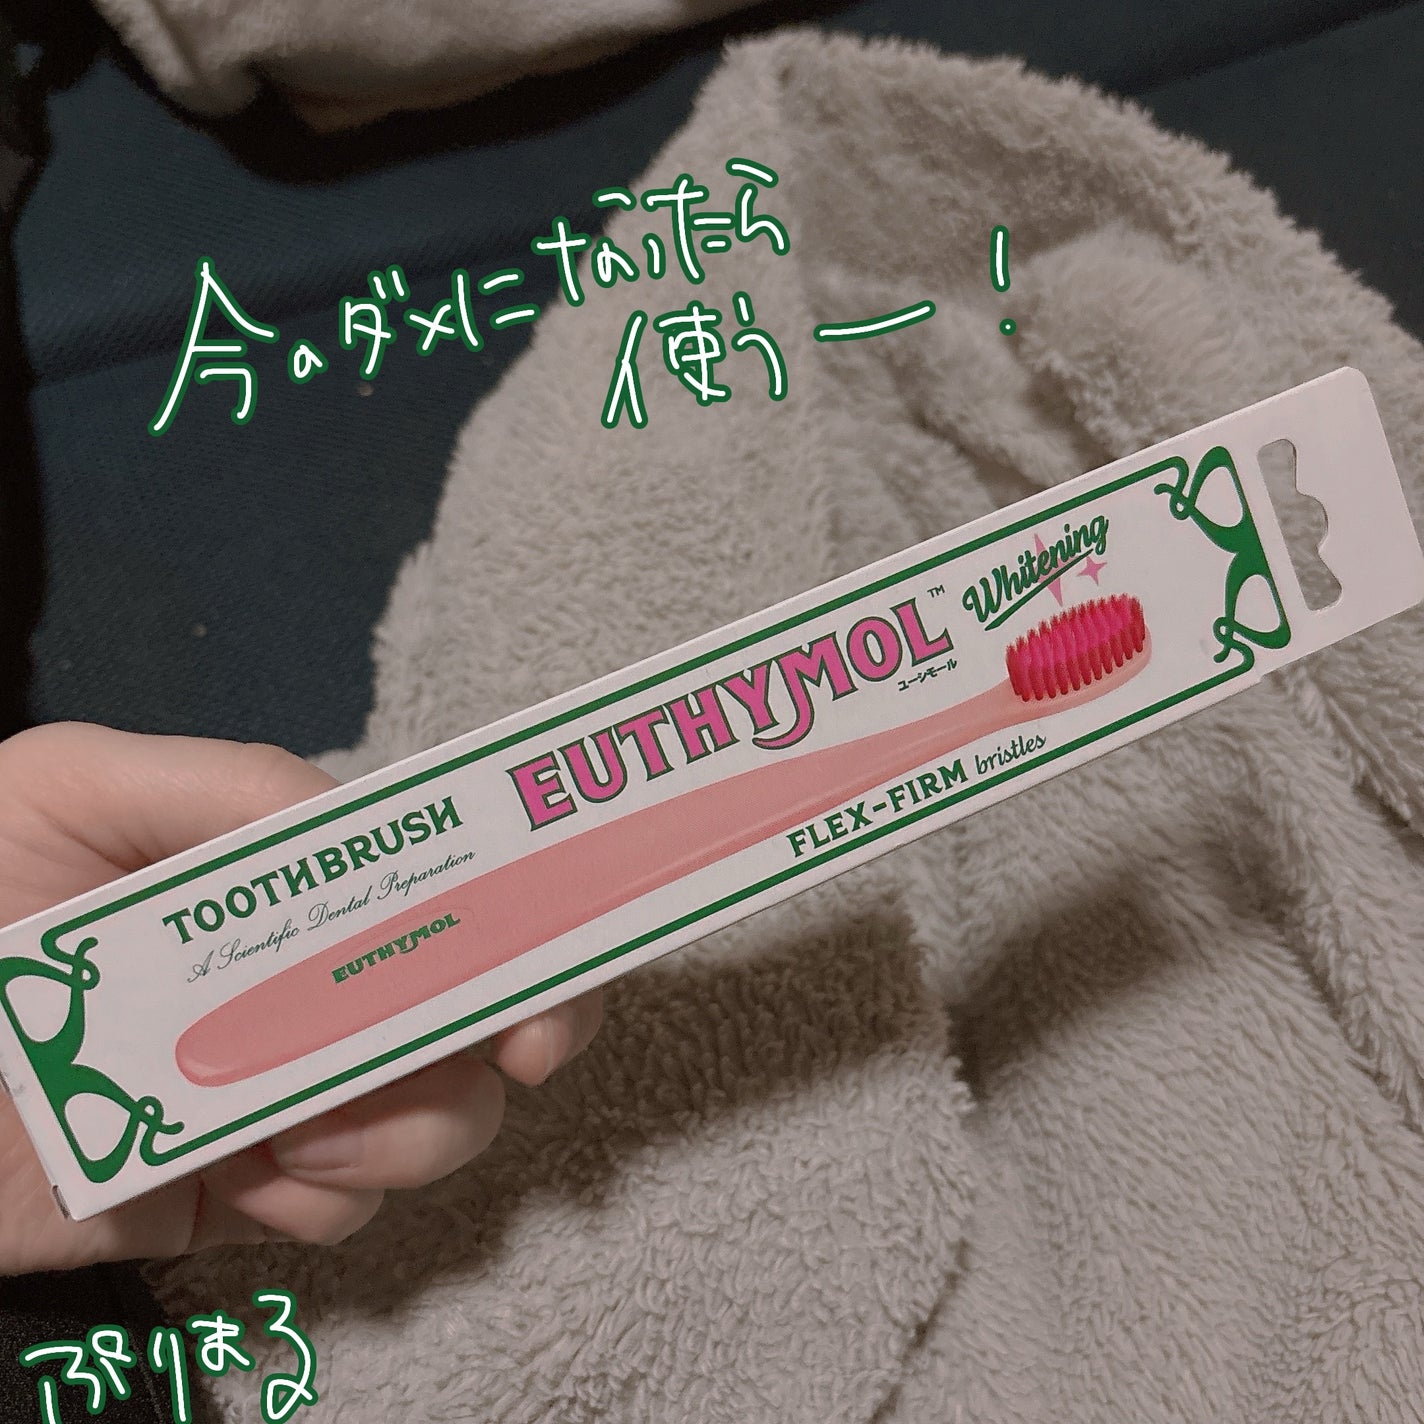 今のダメになったら
使うー!
Whitening
EUTHYMOL™
ユーシモール
TOOTHBRUSH
A Scientific Dental Preparation
FLEX-FIRM bristles
EUTHYMOL
ぷりまる